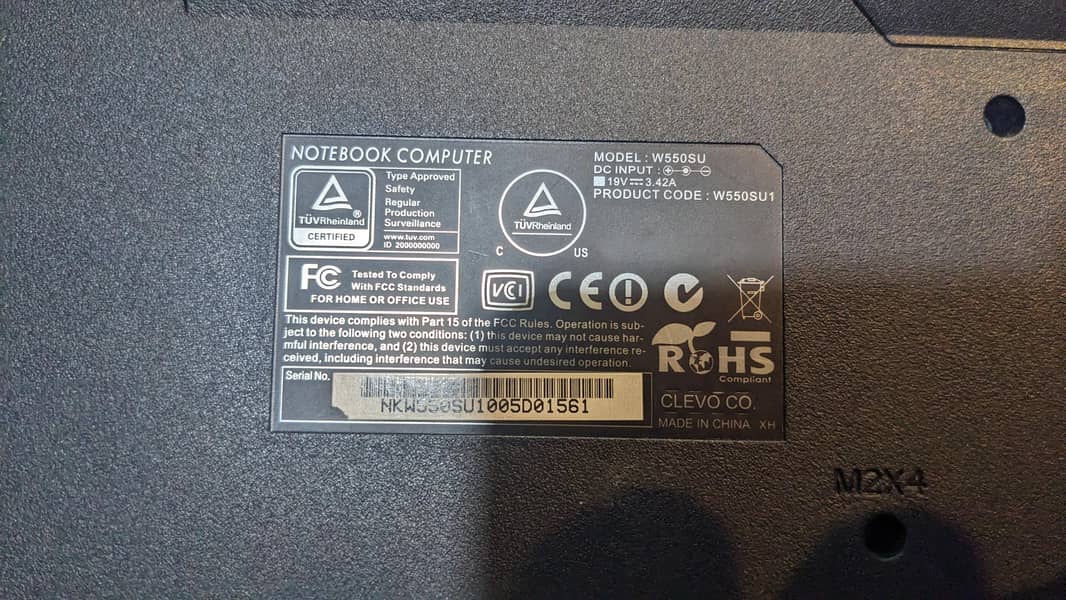 NOTEBOOK COMPUTER
TÜVRheinland®
CERTIFIED
Type Approved
Safety
Regular
Production
Surveillance
www.tuv.com
ID 2000000000
TÜVRheinland
C US
MODEL : W550SU
DC INPUT :
19V 3.42A
PRODUCT CODE : W550SU1
FC Tested To Comply
With FCC Standards
FOR HOME OR OFFICE USE
VCI CE
This device complies with Part 15 of the FCC Rules. Operation is sub-
ject to the following two conditions: (1) this device may not cause har-
mful interference, and (2) this device must accept any interference re-
ceived, including interference that may cause undesired operation.
RoHS
Compliant
Serial No.
NKW550SU1005D01561
CLEVO CO.
MADE IN CHINA XH
M2X4